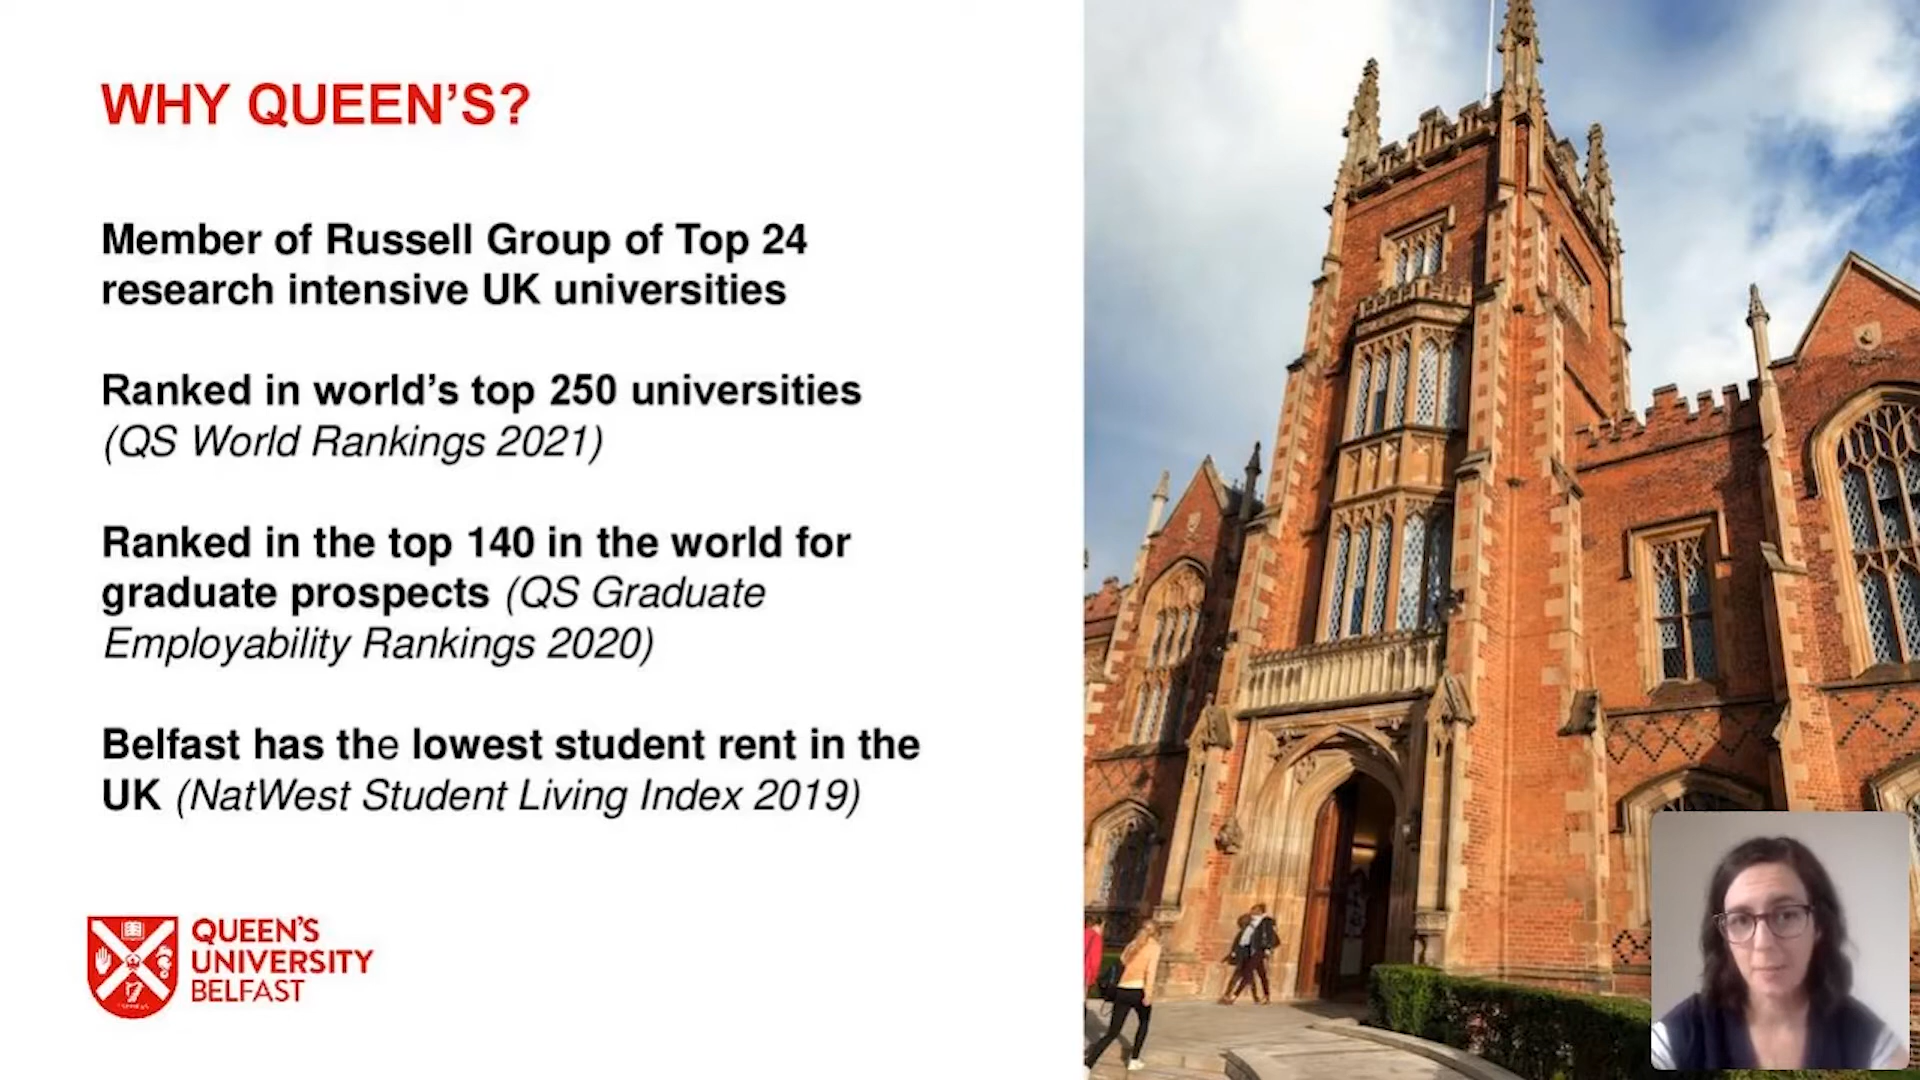 WHY QUEEN’S?
Member of Russell Group of Top 24
research intensive UK universities
Ranked in world’s top 250 universities
(QS World Rankings 2021)
Ranked in the top 140 in the world for
graduate prospects (QS Graduate
Employability Rankings 2020)
Belfast has the lowest student rent in the
UK (NatWest Student Living Index 2019)
QUEEN’S
UNIVERSITY
BELFAST